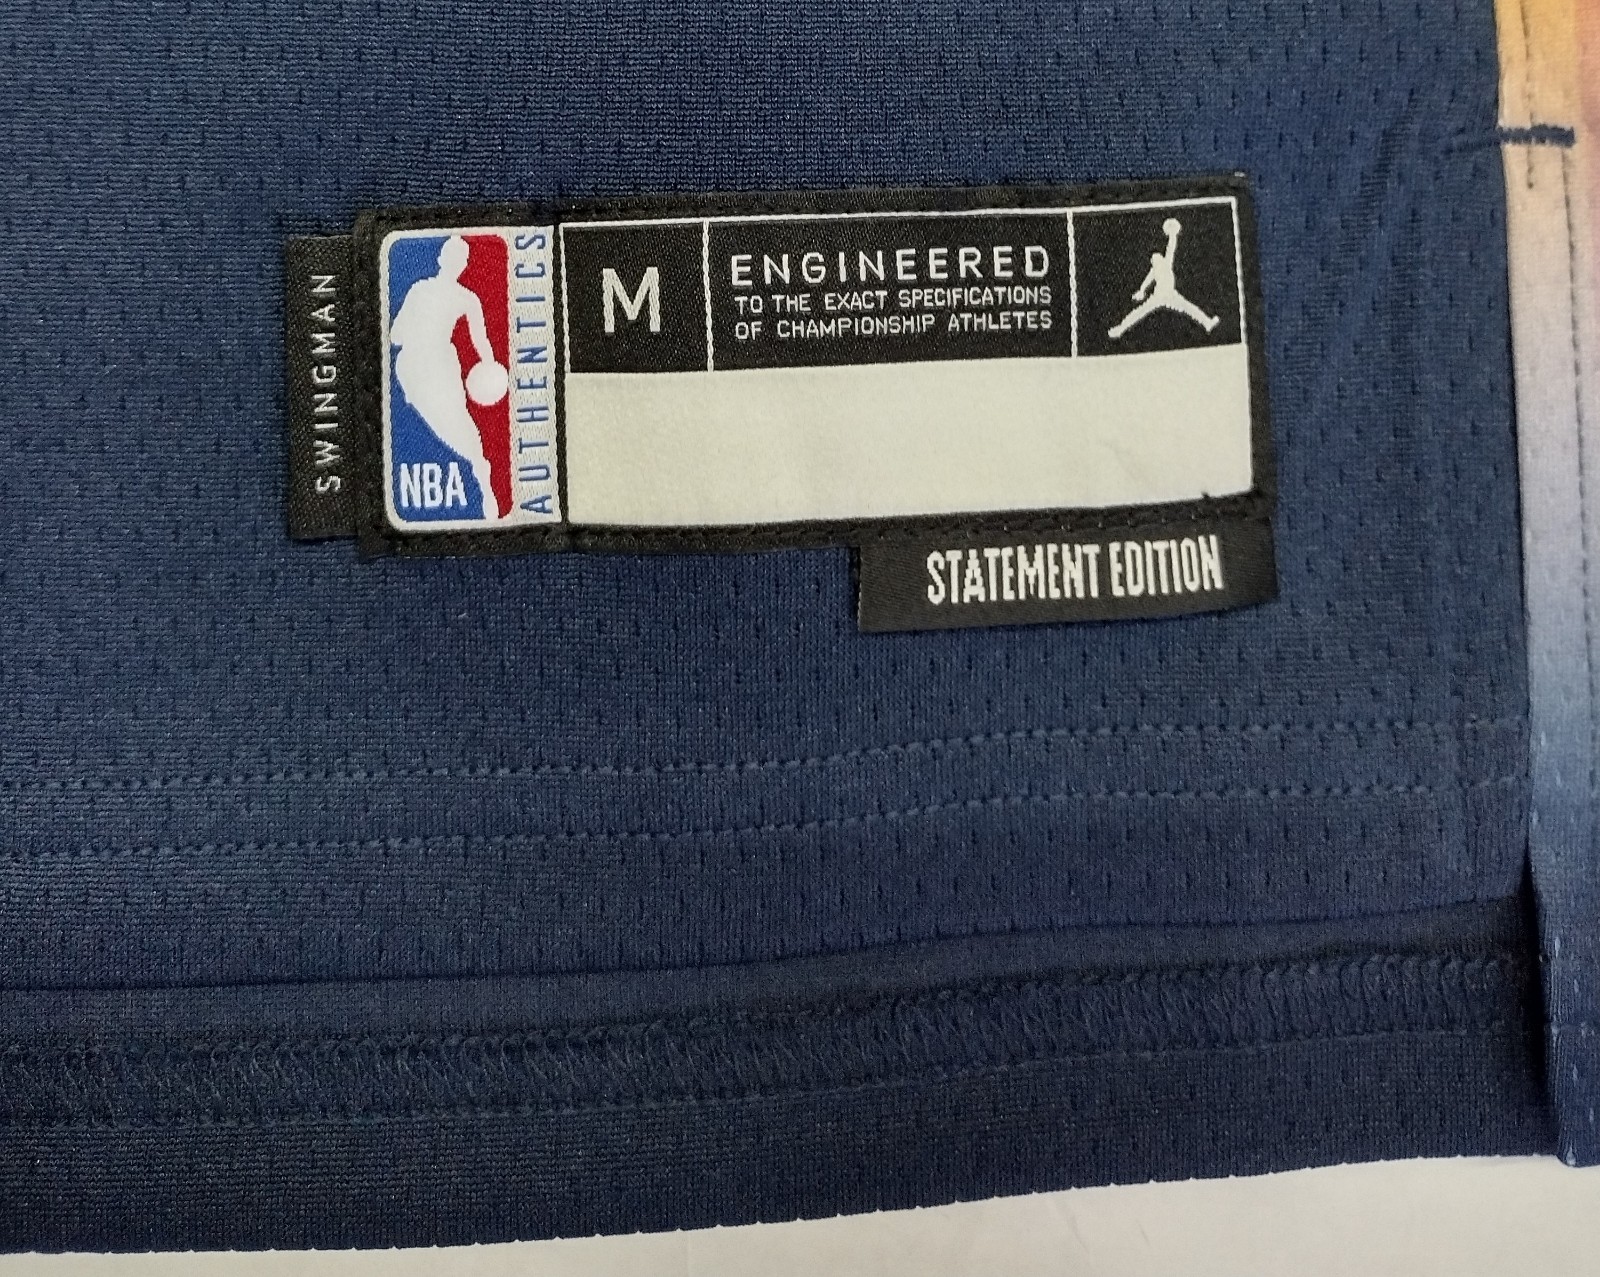 SWINGMAN
NBA
AUTHENTICS
M
ENGINEERED
TO THE EXACT SPECIFICATIONS
OF CHAMPIONSHIP ATHLETES
STATEMENT EDITION